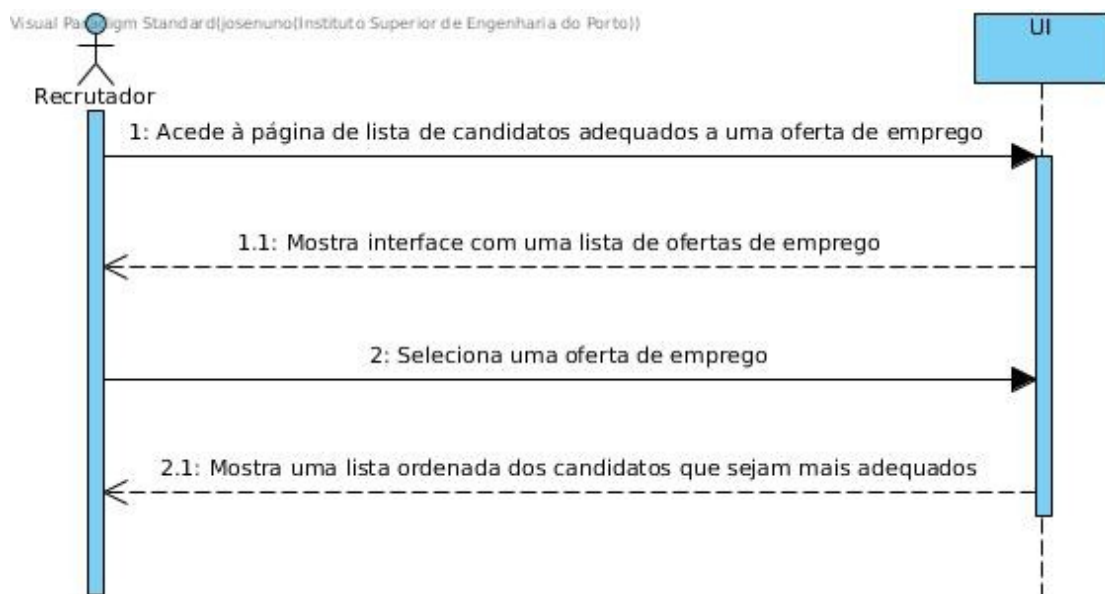 Visual Paradigm Standard(josenuno(Instituto Superior de Engenharia do Porto))
UI
Recrutador
1: Acede à página de lista de candidatos adequados a uma oferta de emprego
1.1: Mostra interface com uma lista de ofertas de emprego
2: Seleciona uma oferta de emprego
2.1: Mostra uma lista ordenada dos candidatos que sejam mais adequados